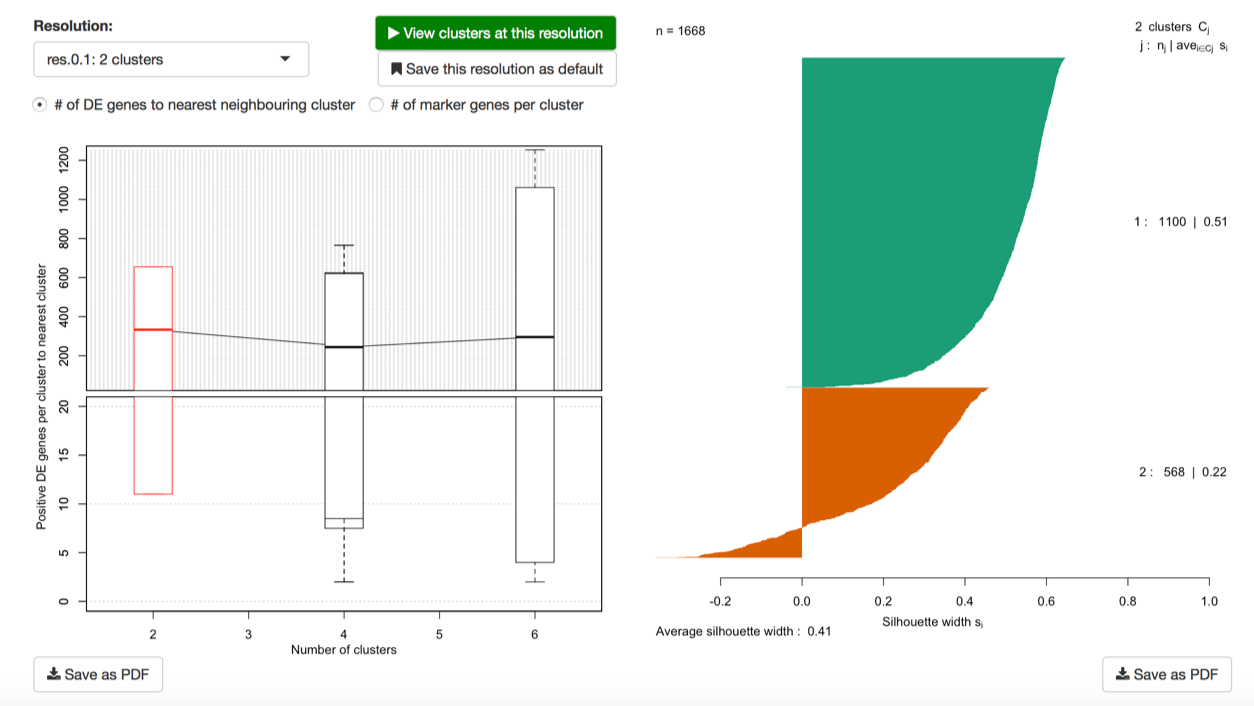 Resolution:
res.0.1: 2 clusters
View clusters at this resolution
Save this resolution as default
# of DE genes to nearest neighbouring cluster
# of marker genes per cluster
Positive DE genes per cluster to nearest cluster
1200
1000
800
600
400
200
20
15
10
5
0
2 3 4 5 6
Number of clusters
Save as PDF
n = 1668
2 clusters Cj
j : nj | avei∈Cj si
1 : 1100 | 0.51
2 : 568 | 0.22
-0.2 0.0 0.2 0.4 0.6 0.8 1.0
Silhouette width si
Average silhouette width : 0.41
Save as PDF